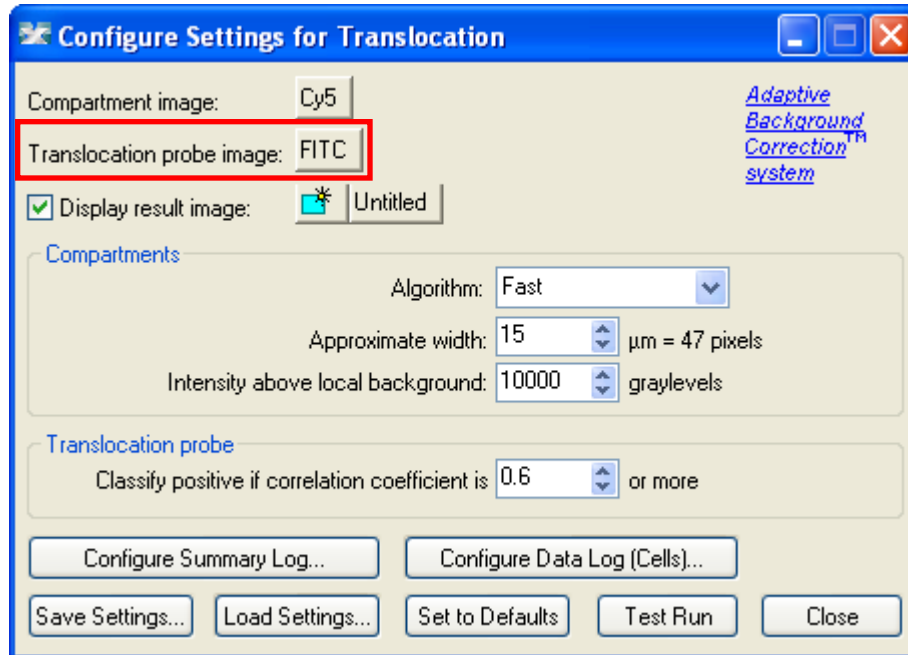 Configure Settings for Translocation
Compartment image: Cy5
Adaptive
Background
Correction™
system
Translocation probe image: FITC
Display result image: Untitled
Compartments
Algorithm: Fast
Approximate width: 15 µm = 47 pixels
Intensity above local background: 10000 graylevels
Translocation probe
Classify positive if correlation coefficient is 0.6 or more
Configure Summary Log... Configure Data Log (Cells)...
Save Settings... Load Settings... Set to Defaults Test Run Close